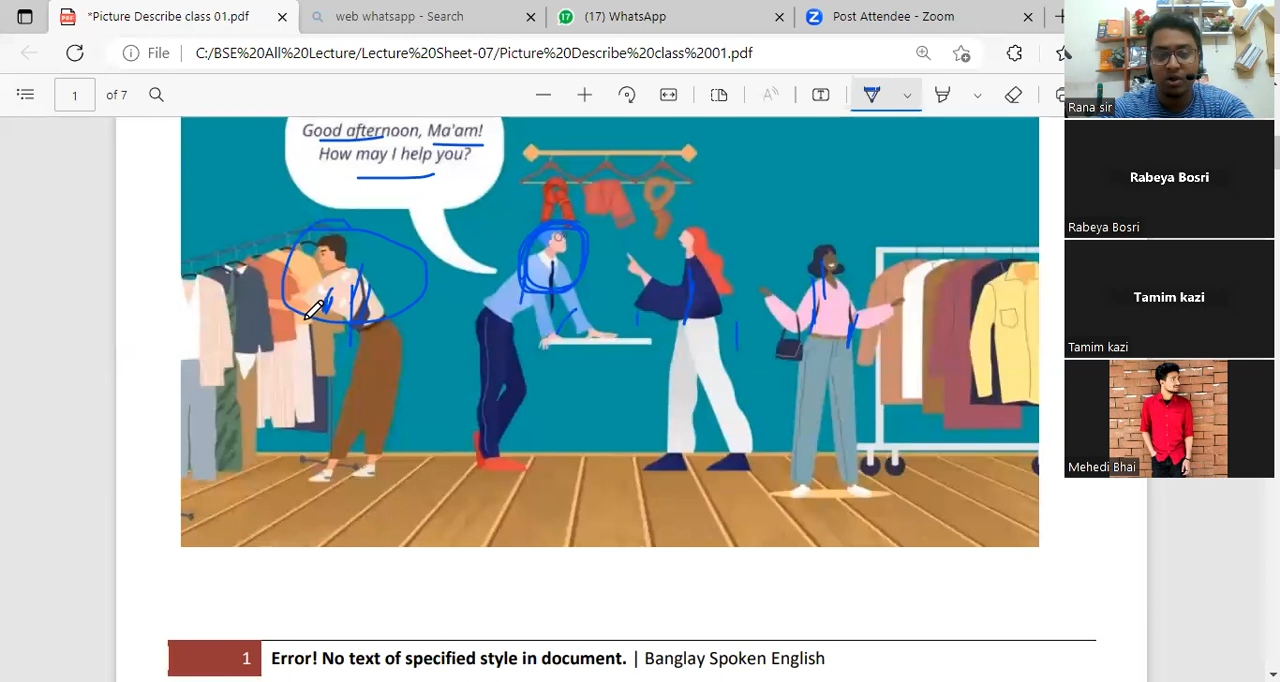 *Picture Describe class 01.pdf
web whatsapp - Search
17
(17) WhatsApp
Post Attendee - Zoom
File
C:/BSE%20All%20Lecture/Lecture%20Sheet-07/Picture%20Describe%20class%2001.pdf
1
of 7
Good afternoon, Ma'am!
How may I help you?
Rana sir
Rabeya Bosri
Rabeya Bosri
Tamim kazi
Tamim kazi
Mehedi Bhai
1
Error! No text of specified style in document. | Banglay Spoken English